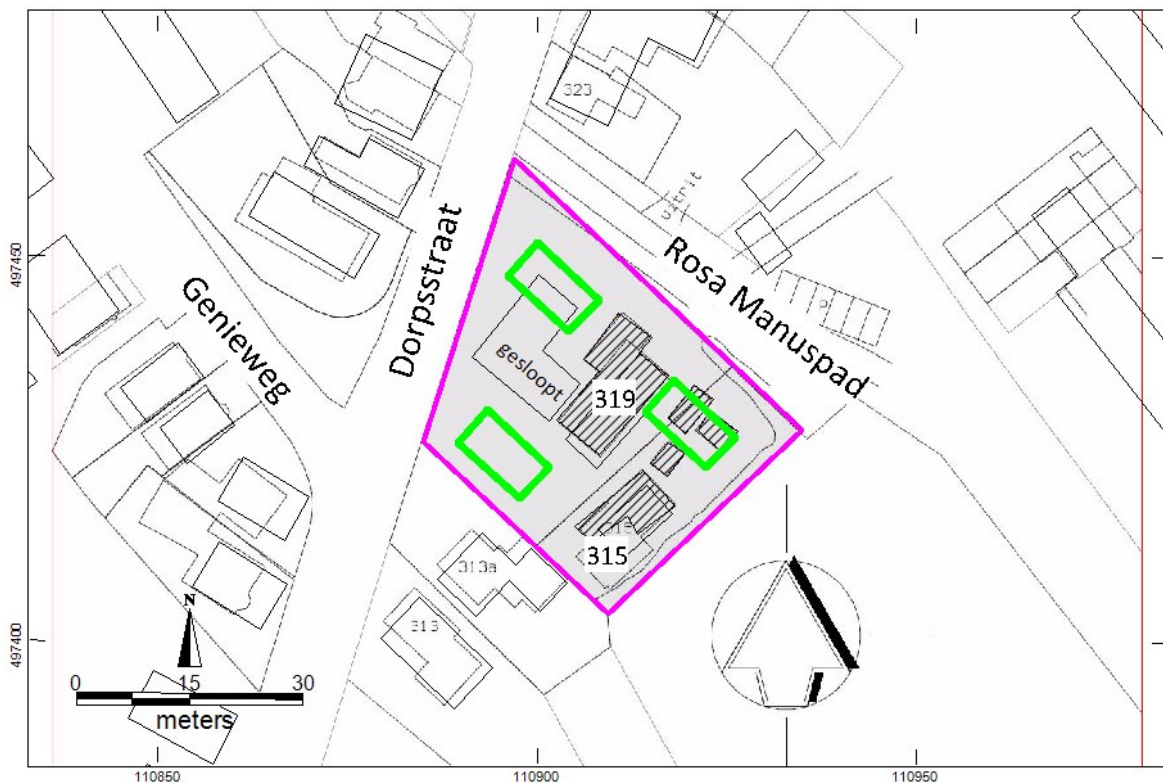 323
uitrit
497450
Rosa Manuspad
Dorpsstraat
Genieweg
gesloopt
319
315
313a
313
497400
N
0 15 30
meters
110850 110900 110950